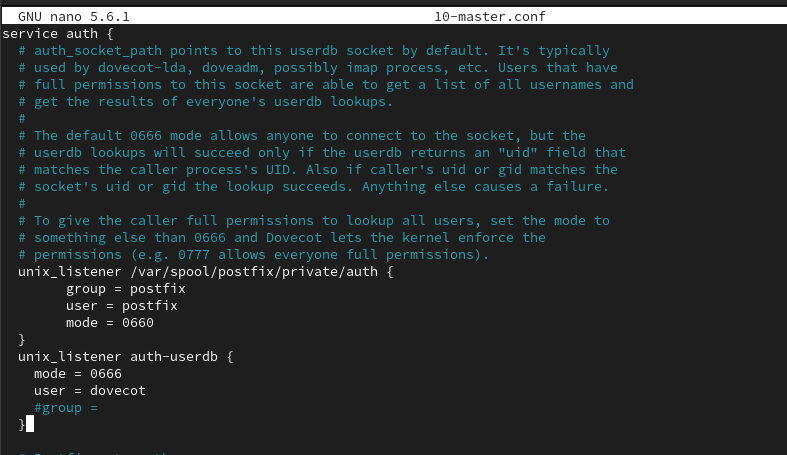 GNU nano 5.6.1 10-master.conf
service auth {
# auth_socket_path points to this userdb socket by default. It's typically
# used by dovecot-lda, doveadm, possibly imap process, etc. Users that have
# full permissions to this socket are able to get a list of all usernames and
# get the results of everyone's userdb lookups.
#
# The default 0666 mode allows anyone to connect to the socket, but the
# userdb lookups will succeed only if the userdb returns an "uid" field that
# matches the caller process's UID. Also if caller's uid or gid matches the
# socket's uid or gid the lookup succeeds. Anything else causes a failure.
#
# To give the caller full permissions to lookup all users, set the mode to
# something else than 0666 and Dovecot lets the kernel enforce the
# permissions (e.g. 0777 allows everyone full permissions).
unix_listener /var/spool/postfix/private/auth {
group = postfix
user = postfix
mode = 0660
}
unix_listener auth-userdb {
mode = 0666
user = dovecot
#group =
}